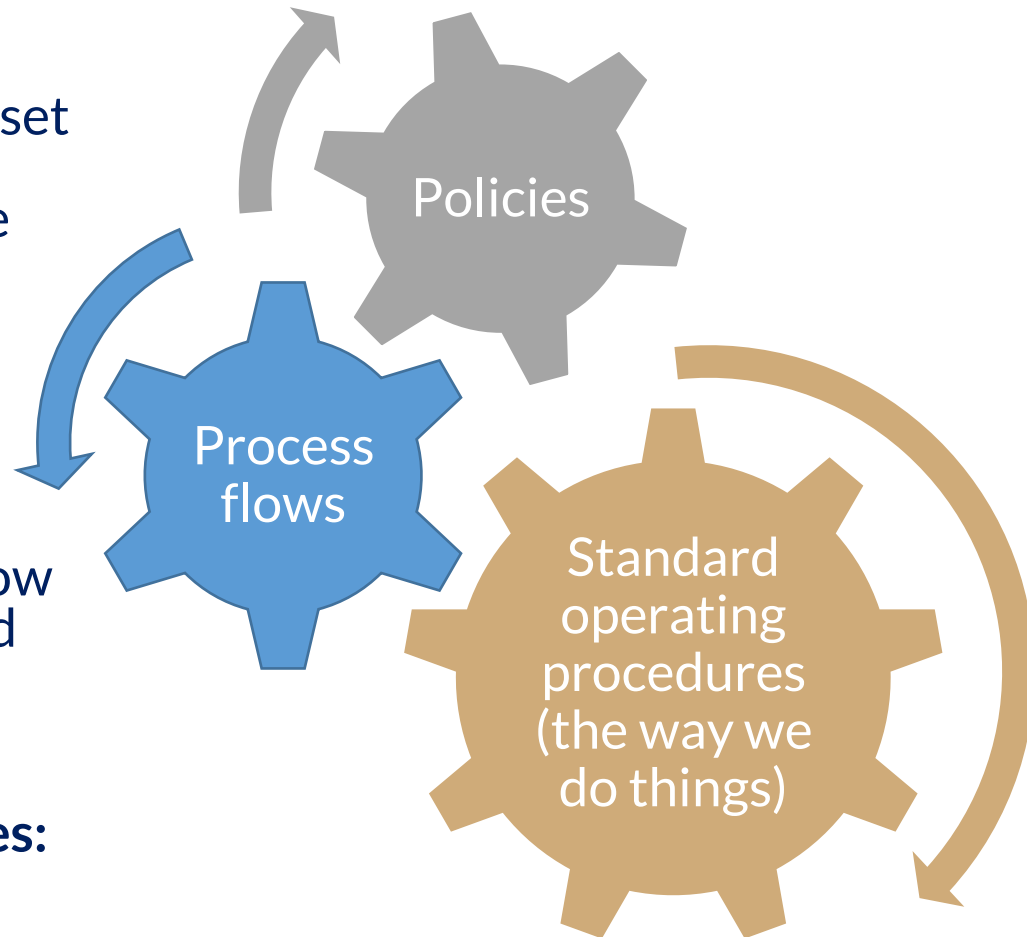 set
e
ow
d
es:
Policies
Process
flows
Standard
operating
procedures
(the way we
do things)